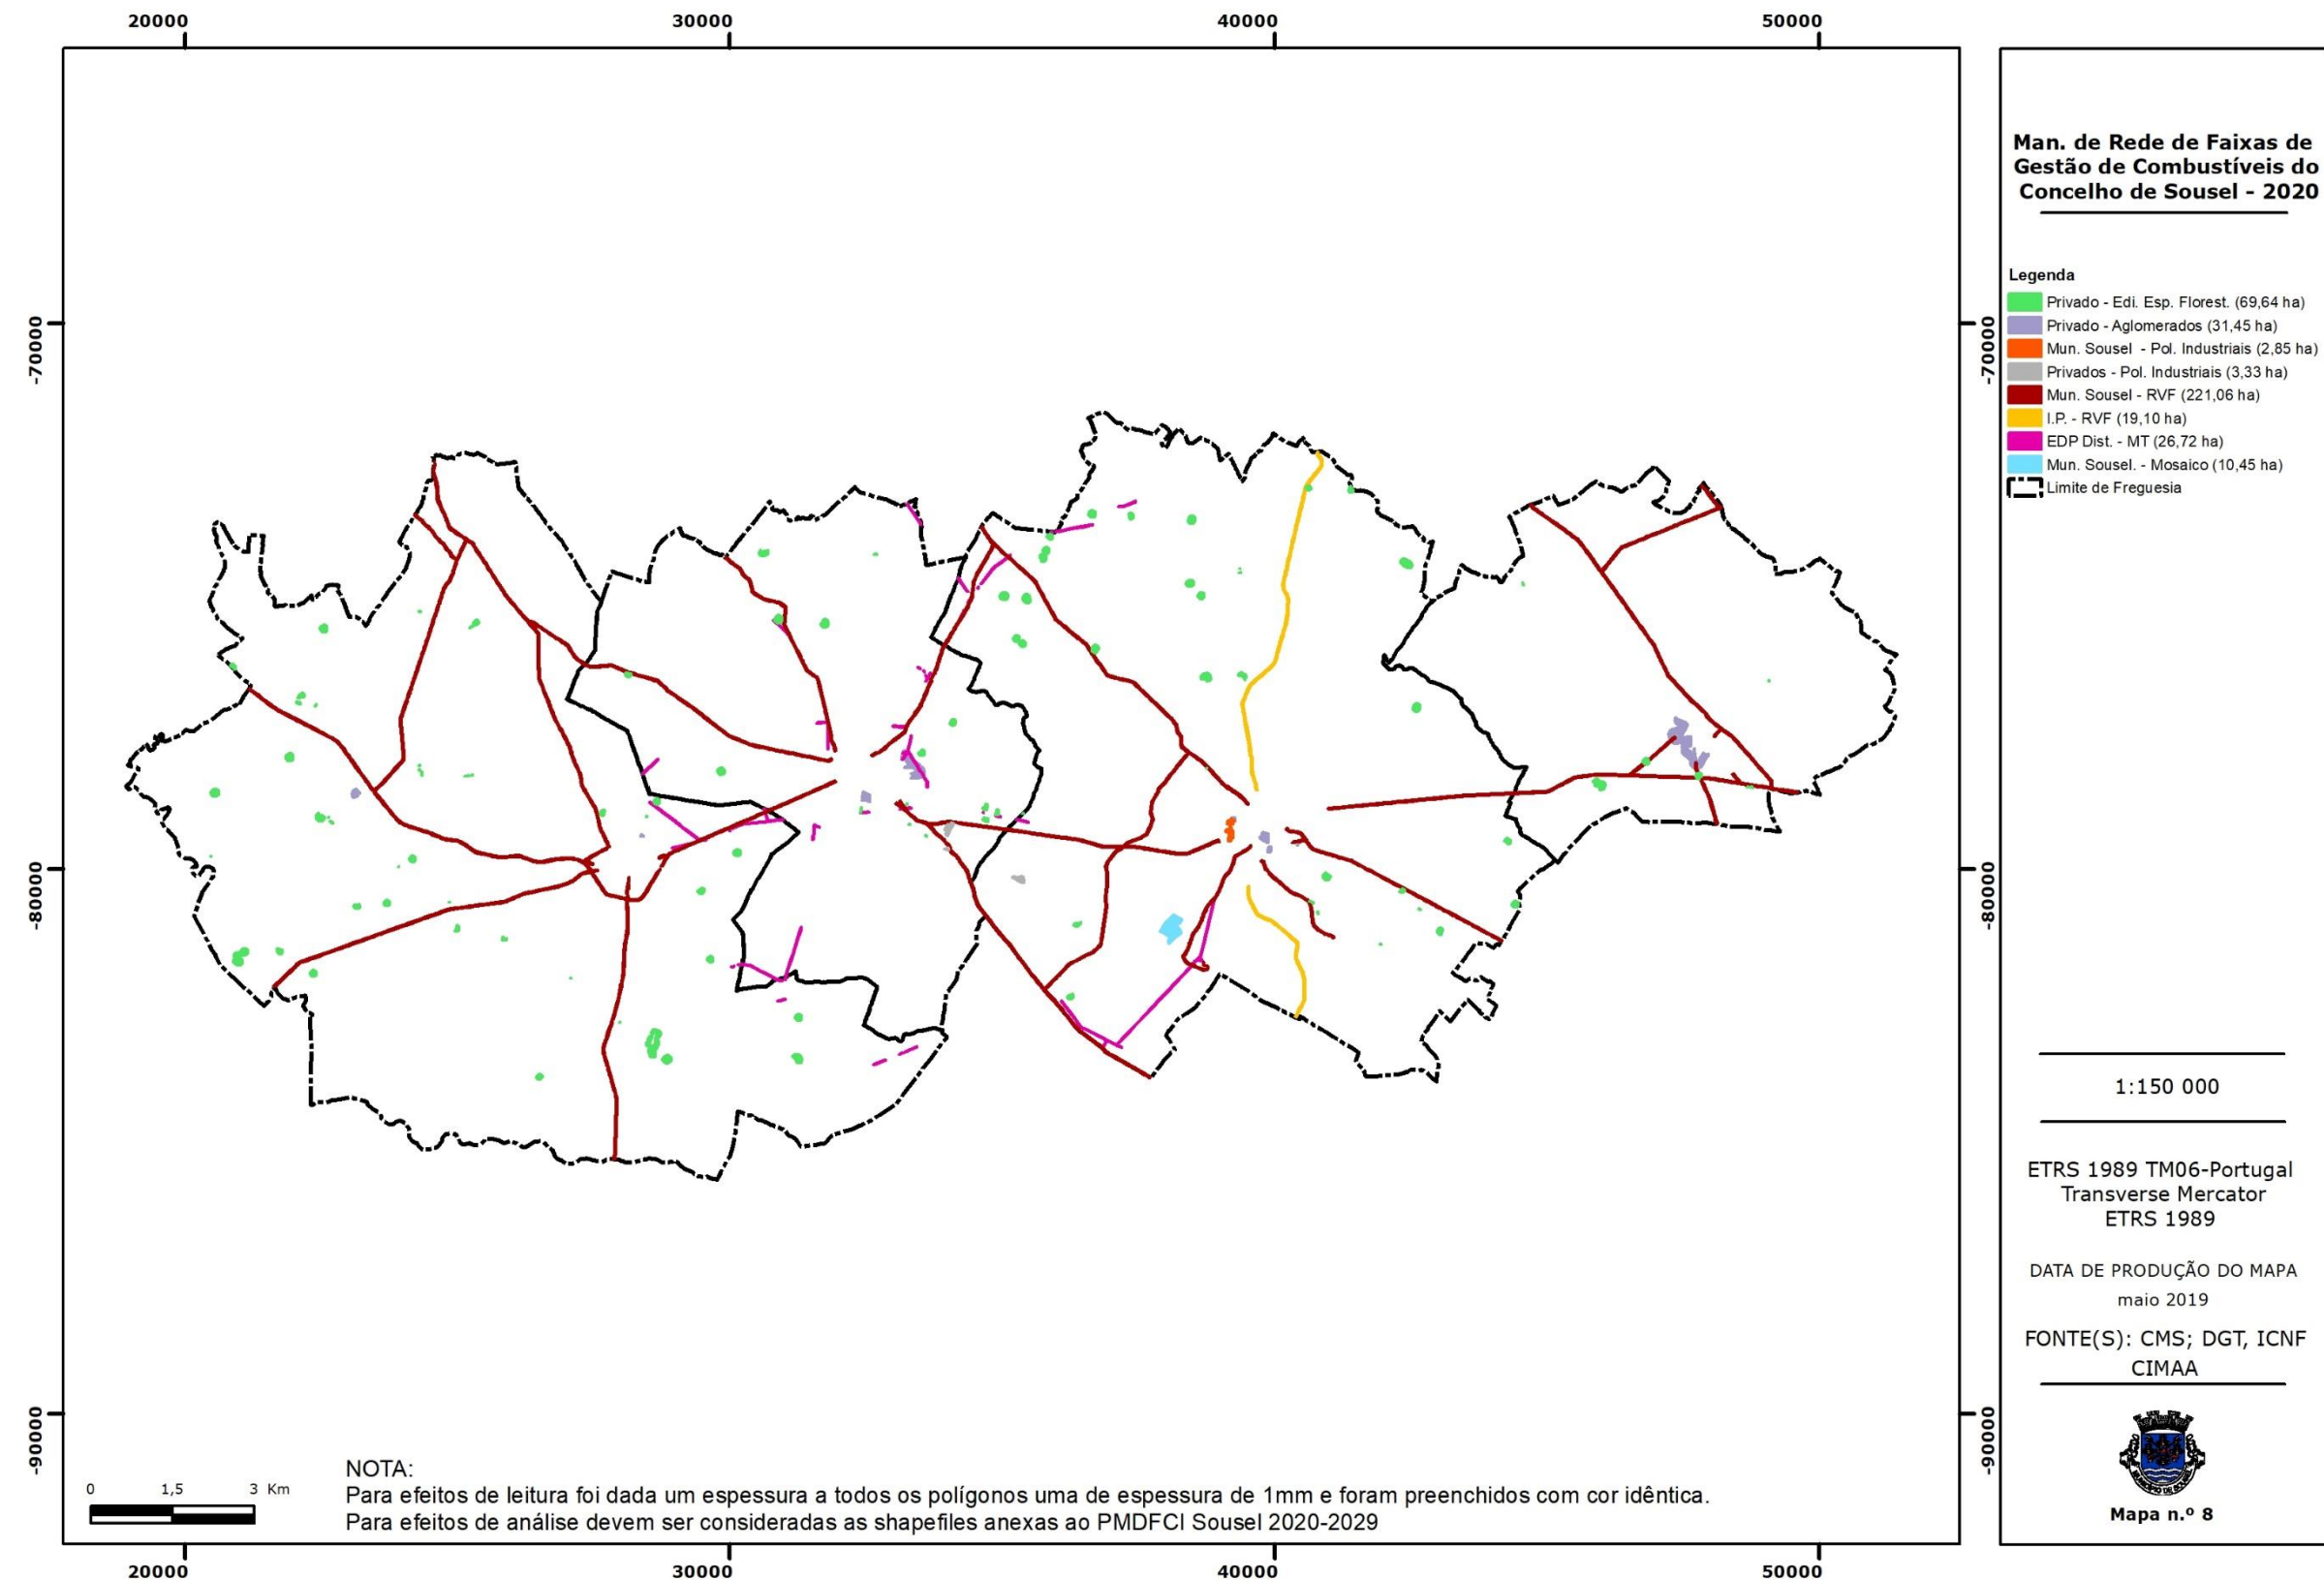 20000 30000 40000 50000
-70000
-80000
-90000
-70000
-80000
-90000
Man. de Rede de Faixas de
Gestão de Combustíveis do
Concelho de Sousel - 2020
Legenda
Privado - Edi. Esp. Florest. (69,64 ha)
Privado - Aglomerados (31,45 ha)
Mun. Sousel - Pol. Industriais (2,85 ha)
Privados - Pol. Industriais (3,33 ha)
Mun. Sousel - RVF (221,06 ha)
I.P. - RVF (19,10 ha)
EDP Dist. - MT (26,72 ha)
Mun. Sousel. - Mosaico (10,45 ha)
Limite de Freguesia
1:150 000
ETRS 1989 TM06-Portugal
Transverse Mercator
ETRS 1989
DATA DE PRODUÇÃO DO MAPA
maio 2019
FONTE(S): CMS; DGT, ICNF
CIMAA
Mapa n.º 8
0 1,5 3 Km
NOTA:
Para efeitos de leitura foi dada um espessura a todos os polígonos uma de espessura de 1mm e foram preenchidos com cor idêntica.
Para efeitos de análise devem ser consideradas as shapefiles anexas ao PMDFCI Sousel 2020-2029
20000 30000 40000 50000